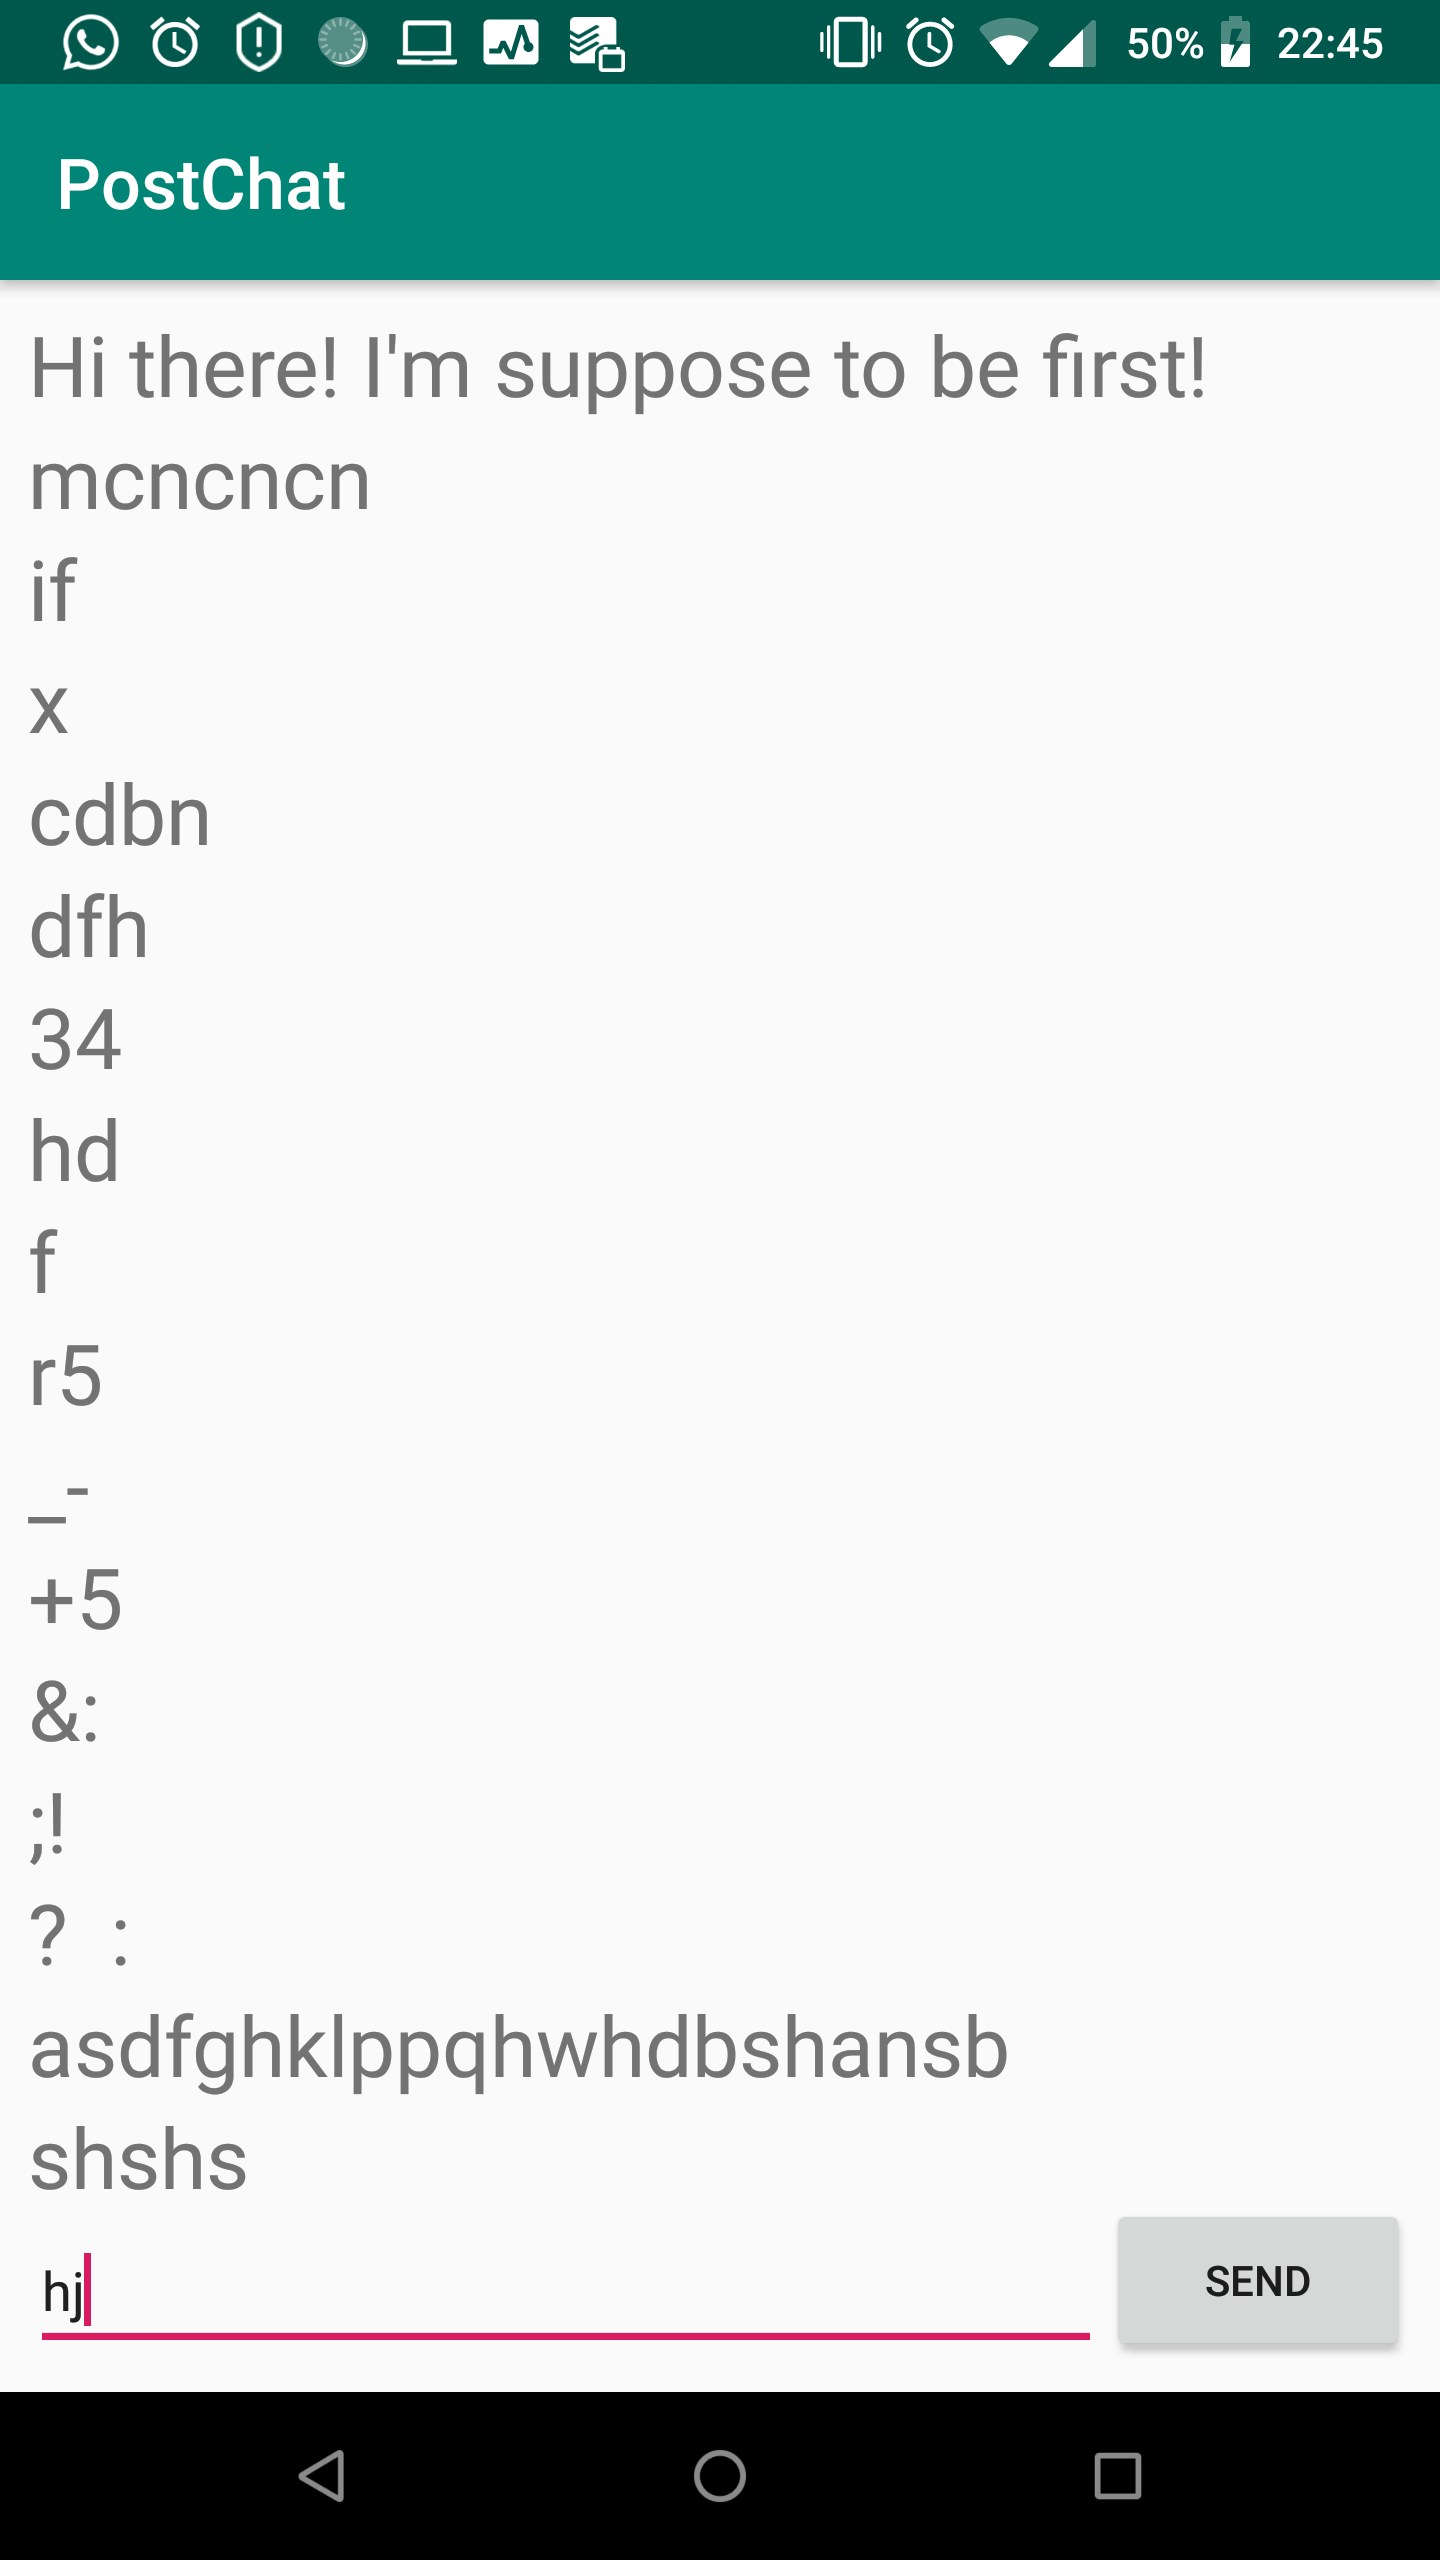 50% 22:45
PostChat
Hi there! I'm suppose to be first!
mcncncn
if
x
cdbn
dfh
34
hd
f
r5
_-
+5
&:
;!
?  :
asdfghklppqhwhdbshansb
shshs
hj
SEND